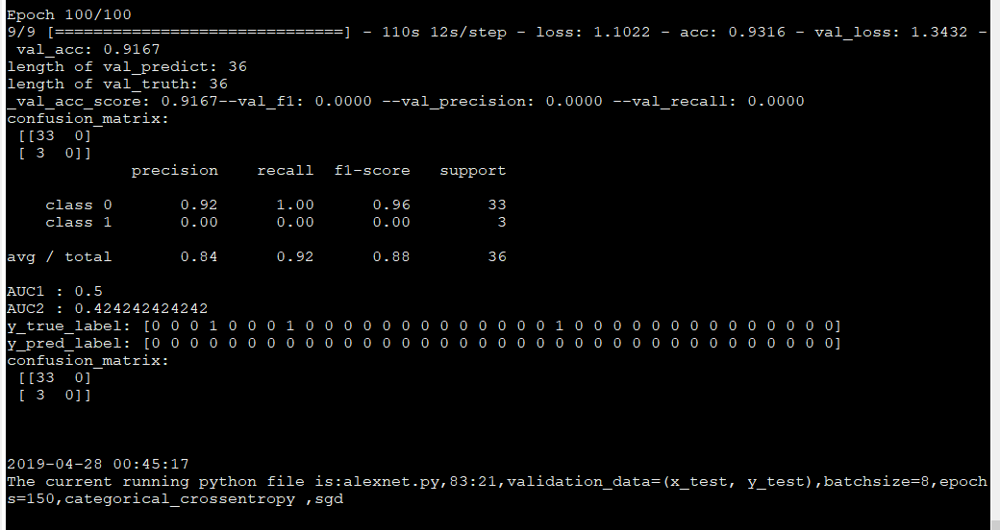 Epoch 100/100
9/9 [==============================] - 110s 12s/step - loss: 1.1022 - acc: 0.9316 - val_loss: 1.3432 -
 val_acc: 0.9167
length of val_predict: 36
length of val_truth: 36
_val_acc_score: 0.9167--val_f1: 0.0000 --val_precision: 0.0000 --val_recall: 0.0000
confusion_matrix:
 [[33  0]
 [ 3  0]]
             precision    recall  f1-score   support
    class 0       0.92      1.00      0.96        33
    class 1       0.00      0.00      0.00         3
avg / total       0.84      0.92      0.88        36
AUC1 : 0.5
AUC2 : 0.424242424242
y_true_label: [0 0 0 1 0 0 0 1 0 0 0 0 0 0 0 0 0 0 0 0 0 1 0 0 0 0 0 0 0 0 0 0 0 0 0 0]
y_pred_label: [0 0 0 0 0 0 0 0 0 0 0 0 0 0 0 0 0 0 0 0 0 0 0 0 0 0 0 0 0 0 0 0 0 0 0 0]
confusion_matrix:
 [[33  0]
 [ 3  0]]
2019-04-28 00:45:17
The current running python file is:alexnet.py,83:21,validation_data=(x_test, y_test),batchsize=8,epoch
s=150,categorical_crossentropy ,sgd